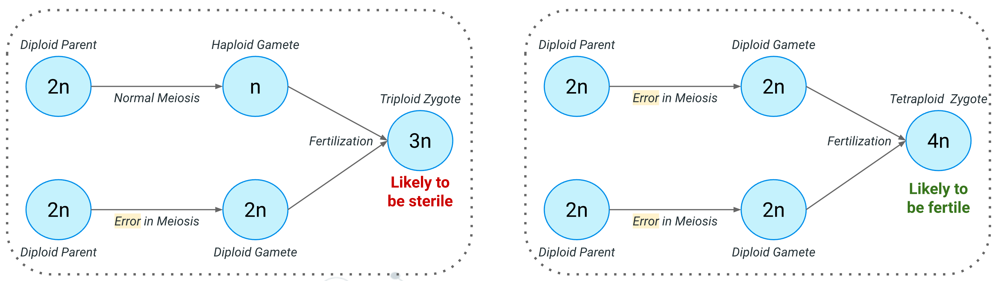 Diploid Parent
Haploid Gamete
2n
n
Normal Meiosis
Triploid Zygote
Fertilization
3n
Likely to
be sterile
2n
2n
Error in Meiosis
Diploid Parent
Diploid Gamete
Diploid Parent
Diploid Gamete
2n
2n
Error in Meiosis
Tetraploid Zygote
Fertilization
4n
Likely to
be fertile
2n
2n
Error in Meiosis
Diploid Parent
Diploid Gamete